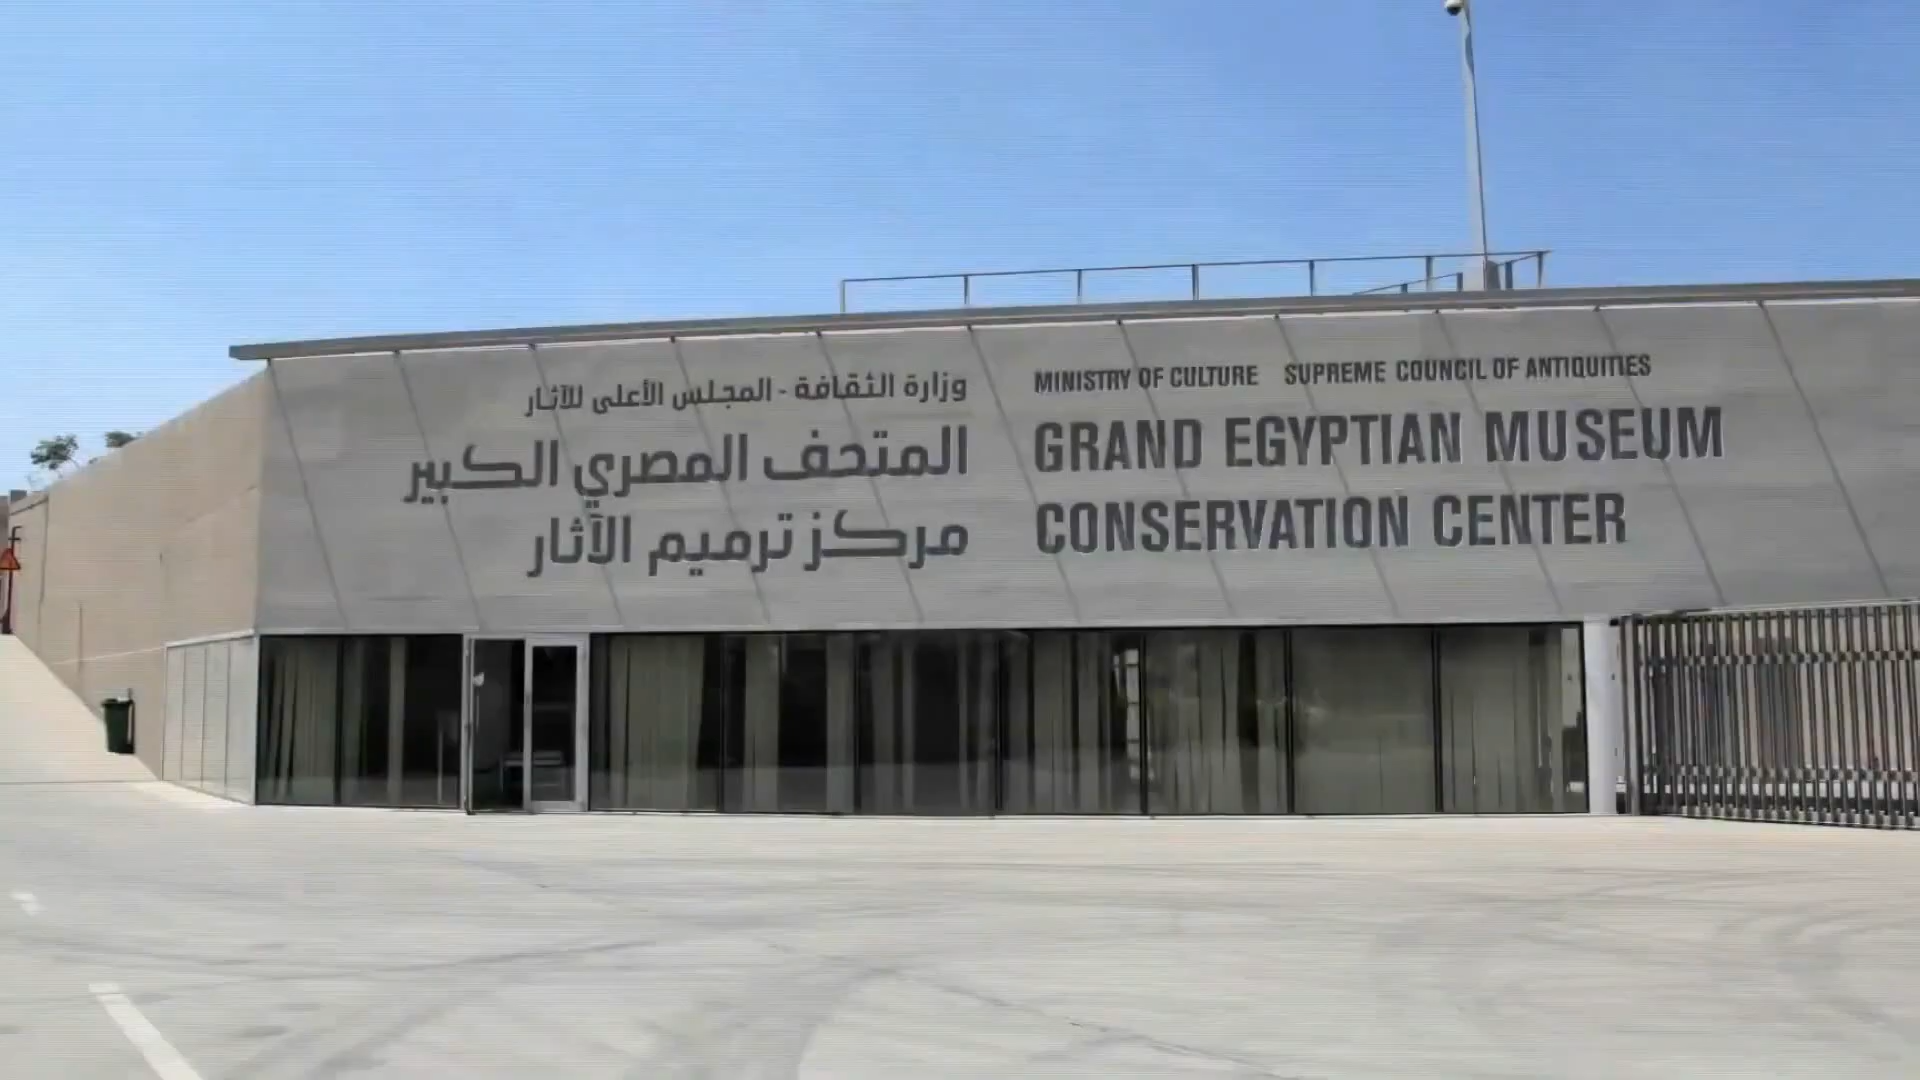 وزارة الثقافة - المجلس الأعلى للآثار
المتحف المصري الكبير
مركز ترميم الآثار
MINISTRY OF CULTURE SUPREME COUNCIL OF ANTIQUITIES
GRAND EGYPTIAN MUSEUM
CONSERVATION CENTER